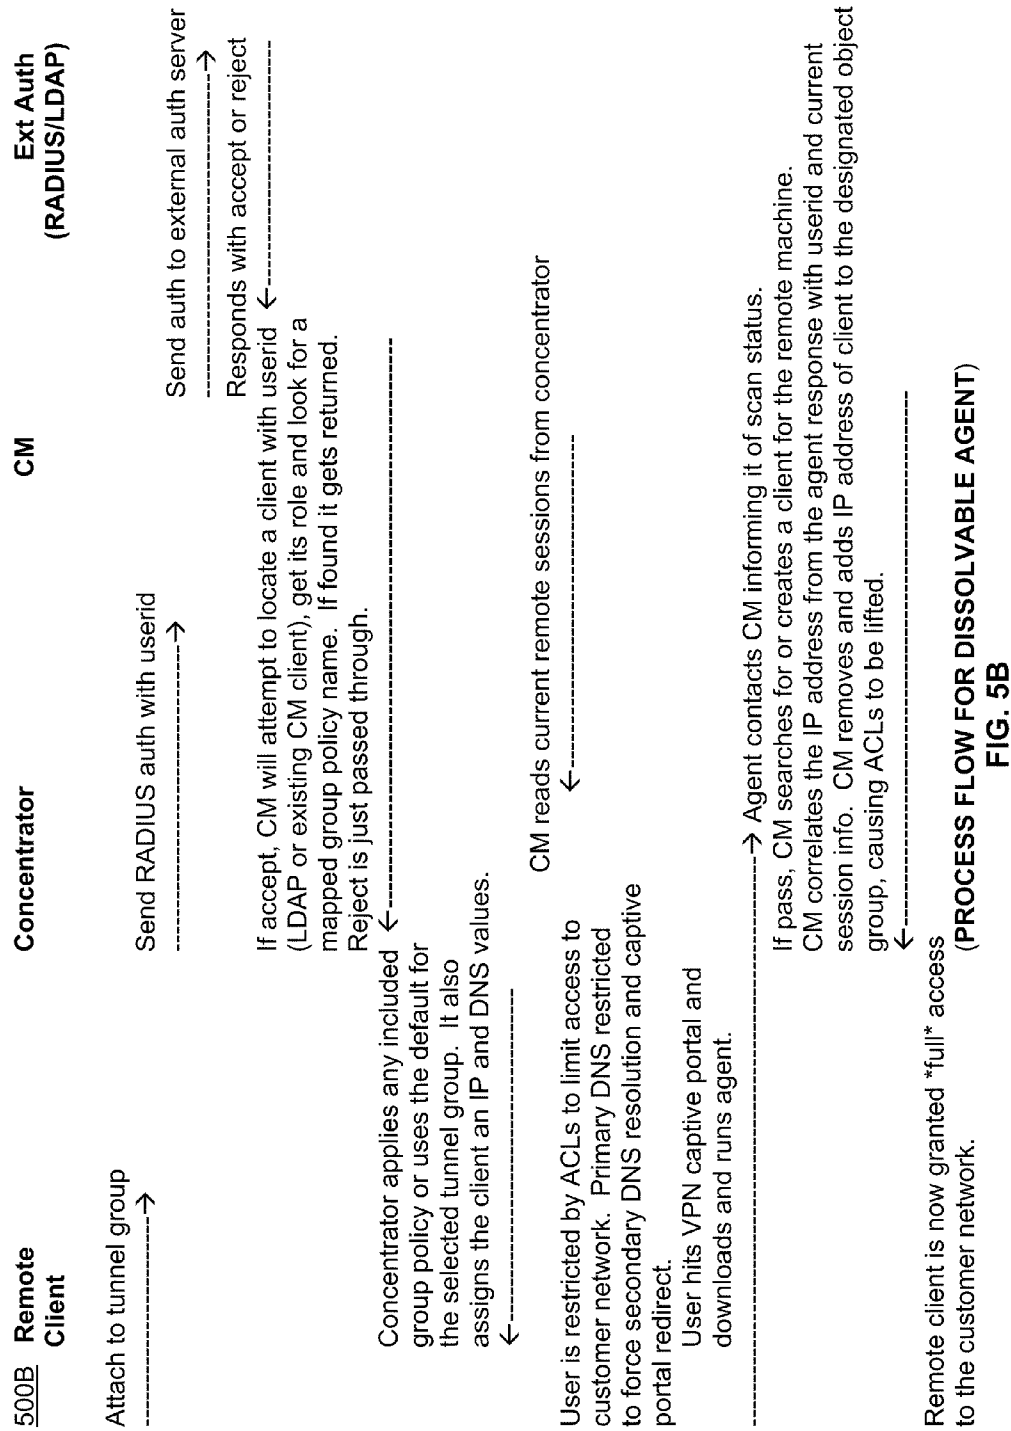 500B
Remote
Client
Concentrator
CM
Ext Auth
(RADIUS/LDAP)
Attach to tunnel group
Send RADIUS auth with userid
Send auth to external auth server
Responds with accept or reject
If accept, CM will attempt to locate a client with userid
(LDAP or existing CM client), get its role and look for a
mapped group policy name. If found it gets returned.
Reject is just passed through.
Concentrator applies any included
group policy or uses the default for
the selected tunnel group. It also
assigns the client an IP and DNS values.
CM reads current remote sessions from concentrator
User is restricted by ACLs to limit access to
customer network. Primary DNS restricted
to force secondary DNS resolution and captive
portal redirect.
User hits VPN captive portal and
downloads and runs agent.
Agent contacts CM informing it of scan status.
If pass, CM searches for or creates a client for the remote machine.
CM correlates the IP address from the agent response with userid and current
session info. CM removes and adds IP address of client to the designated object
group, causing ACLs to be lifted.
Remote client is now granted *full* access
to the customer network.
(PROCESS FLOW FOR DISSOLVABLE AGENT)
FIG. 5B